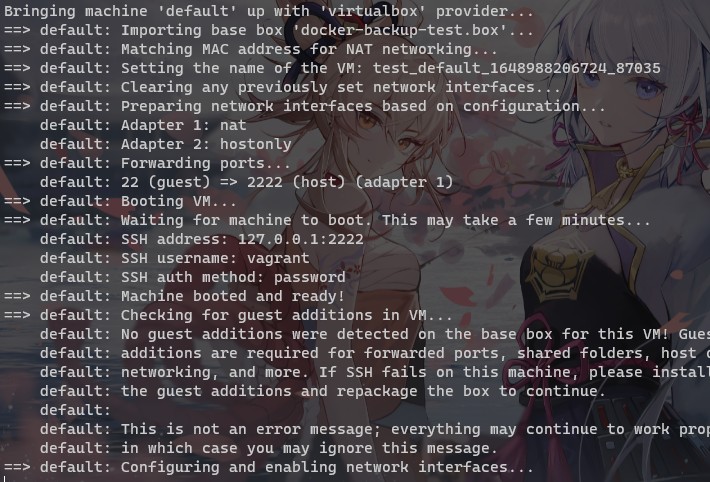 Bringing machine 'default' up with 'virtualbox' provider...
==> default: Importing base box 'docker-backup-test.box'...
==> default: Matching MAC address for NAT networking...
==> default: Setting the name of the VM: test_default_1648988206724_87035
==> default: Clearing any previously set network interfaces...
==> default: Preparing network interfaces based on configuration...
    default: Adapter 1: nat
    default: Adapter 2: hostonly
==> default: Forwarding ports...
    default: 22 (guest) => 2222 (host) (adapter 1)
==> default: Booting VM...
==> default: Waiting for machine to boot. This may take a few minutes...
    default: SSH address: 127.0.0.1:2222
    default: SSH username: vagrant
    default: SSH auth method: password
==> default: Machine booted and ready!
==> default: Checking for guest additions in VM...
    default: No guest additions were detected on the base box for this VM! Gues
    default: additions are required for forwarded ports, shared folders, host o
    default: networking, and more. If SSH fails on this machine, please install
    default: the guest additions and repackage the box to continue.
    default:
    default: This is not an error message; everything may continue to work prop
    default: in which case you may ignore this message.
==> default: Configuring and enabling network interfaces...